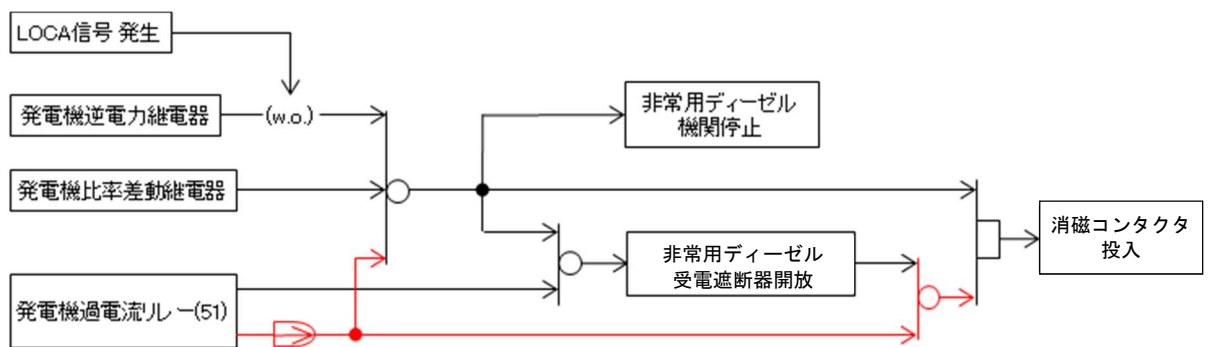 LOCA信号 発生
発電機逆電力継電器
(w.o.)
非常用ディーゼル
機関停止
発電機比率差動継電器
消磁コンタクタ
投入
非常用ディーゼル
受電遮断器開放
発電機過電流リレー(51)